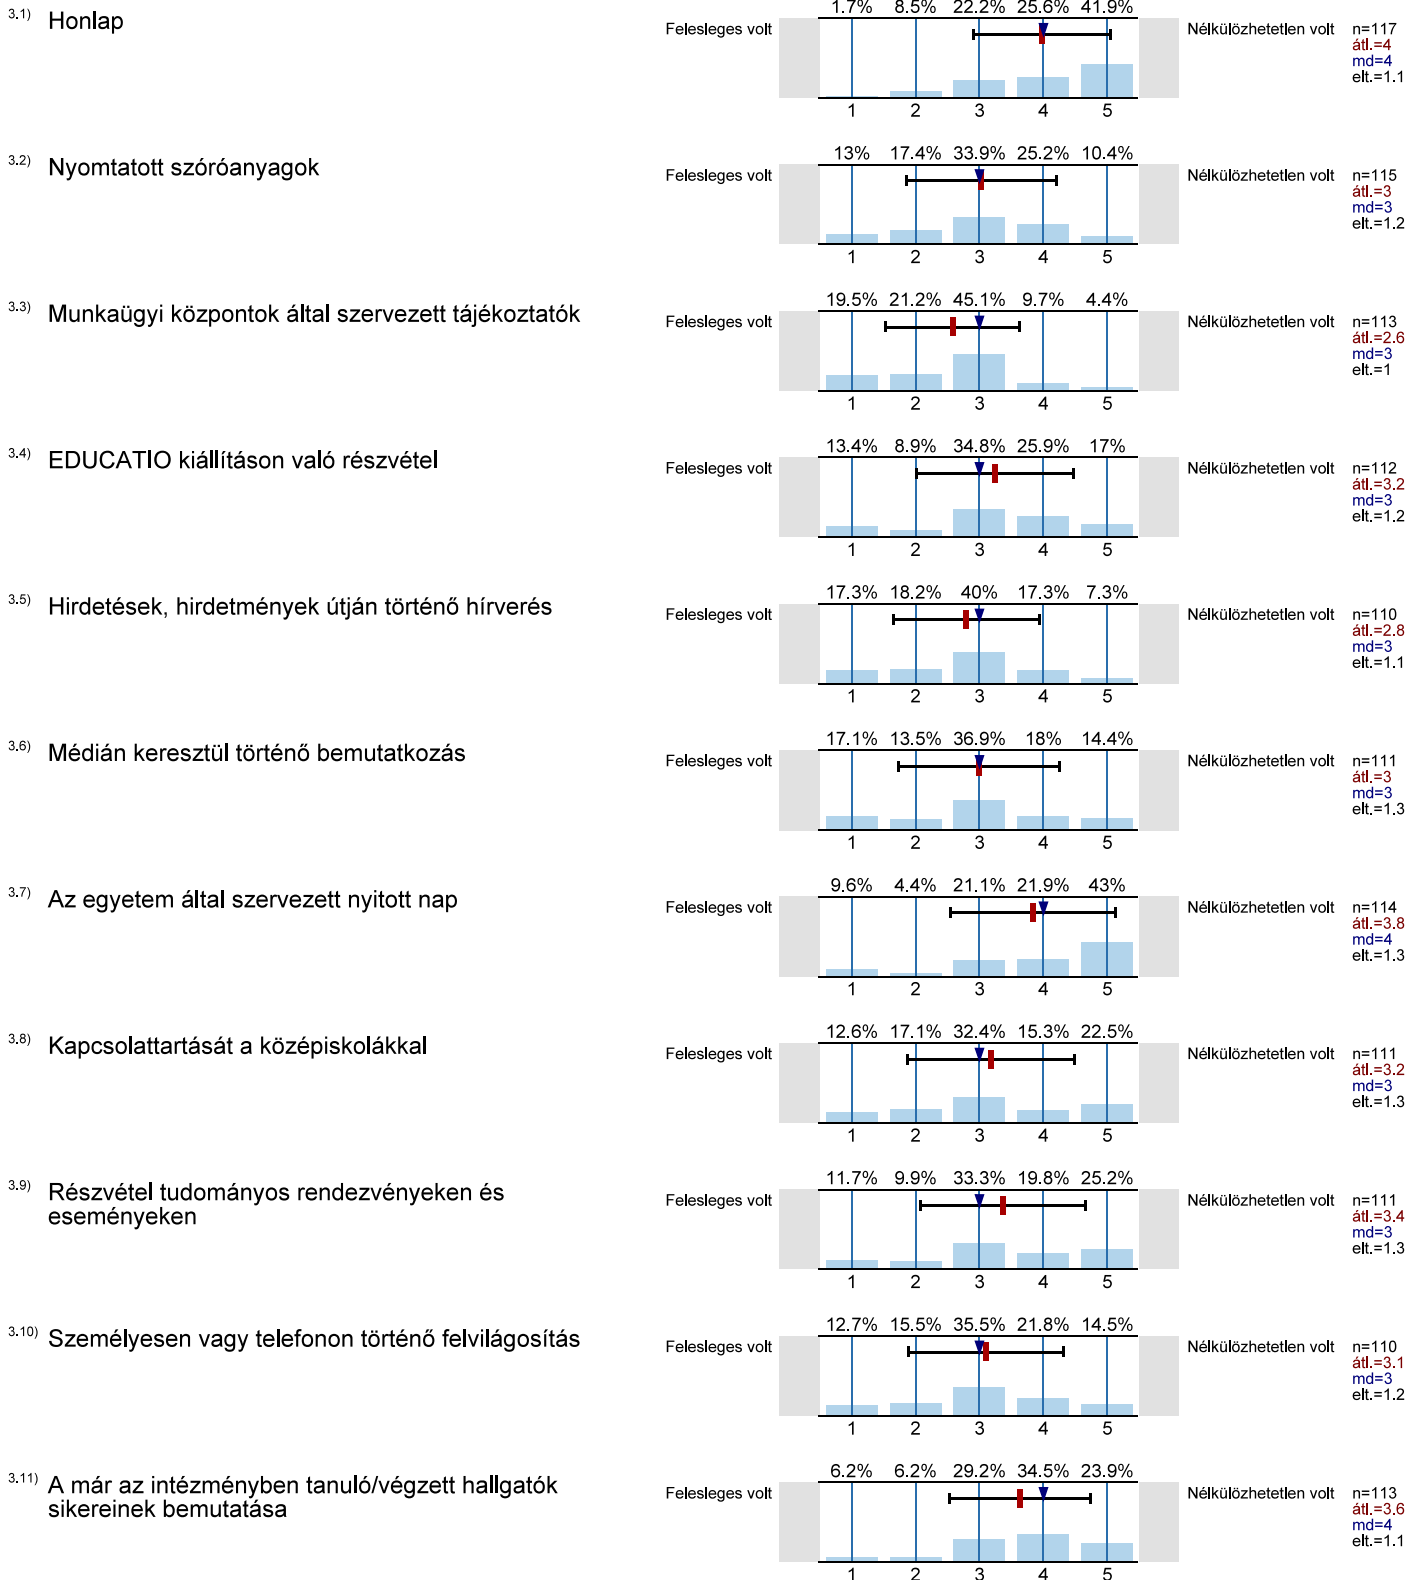 3.1) Honlap
1.7% 8.5% 22.2% 25.6% 41.9%
Felesleges volt
Nélkülözhetetlen volt
n=117
átl.=4
md=4
elt.=1.1
1 2 3 4 5
3.2) Nyomtatott szóróanyagok
13% 17.4% 33.9% 25.2% 10.4%
Felesleges volt
Nélkülözhetetlen volt
n=115
átl.=3
md=3
elt.=1.2
1 2 3 4 5
3.3) Munkaügyi központok által szervezett tájékoztatók
19.5% 21.2% 45.1% 9.7% 4.4%
Felesleges volt
Nélkülözhetetlen volt
n=113
átl.=2.6
md=3
elt.=1
1 2 3 4 5
3.4) EDUCATIO kiállításon való részvétel
13.4% 8.9% 34.8% 25.9% 17%
Felesleges volt
Nélkülözhetetlen volt
n=112
átl.=3.2
md=3
elt.=1.2
1 2 3 4 5
3.5) Hirdetések, hirdetmények útján történő hírverés
17.3% 18.2% 40% 17.3% 7.3%
Felesleges volt
Nélkülözhetetlen volt
n=110
átl.=2.8
md=3
elt.=1.1
1 2 3 4 5
3.6) Médián keresztül történő bemutatkozás
17.1% 13.5% 36.9% 18% 14.4%
Felesleges volt
Nélkülözhetetlen volt
n=111
átl.=3
md=3
elt.=1.3
1 2 3 4 5
3.7) Az egyetem által szervezett nyitott nap
9.6% 4.4% 21.1% 21.9% 43%
Felesleges volt
Nélkülözhetetlen volt
n=114
átl.=3.8
md=4
elt.=1.3
1 2 3 4 5
3.8) Kapcsolattartását a középiskolákkal
12.6% 17.1% 32.4% 15.3% 22.5%
Felesleges volt
Nélkülözhetetlen volt
n=111
átl.=3.2
md=3
elt.=1.3
1 2 3 4 5
3.9) Részvétel tudományos rendezvényeken és
eseményeken
11.7% 9.9% 33.3% 19.8% 25.2%
Felesleges volt
Nélkülözhetetlen volt
n=111
átl.=3.4
md=3
elt.=1.3
1 2 3 4 5
3.10) Személyesen vagy telefonon történő felvilágosítás
12.7% 15.5% 35.5% 21.8% 14.5%
Felesleges volt
Nélkülözhetetlen volt
n=110
átl.=3.1
md=3
elt.=1.2
1 2 3 4 5
3.11) A már az intézményben tanuló/végzett hallgatók
sikereinek bemutatása
6.2% 6.2% 29.2% 34.5% 23.9%
Felesleges volt
Nélkülözhetetlen volt
n=113
átl.=3.6
md=4
elt.=1.1
1 2 3 4 5